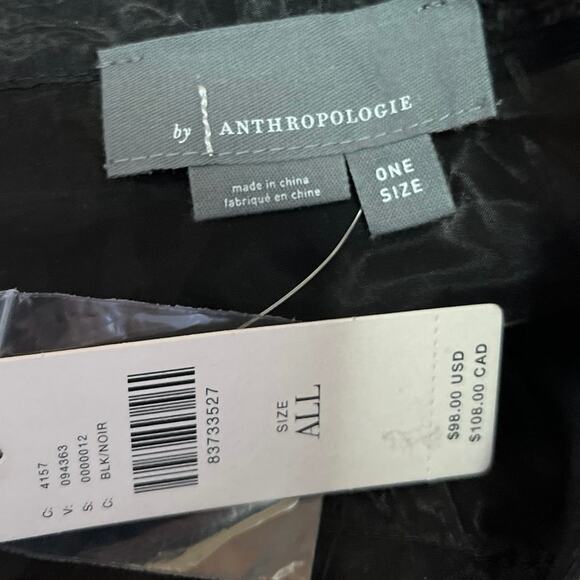 by | ANTHROPOLOGIE
made in china
fabriqué en chine
ONE
SIZE
C: 4157
V: 094363
S: 0000012
C: BLK/NOIR
83733527
SIZE
ALL
$98.00 USD
$108.00 CAD